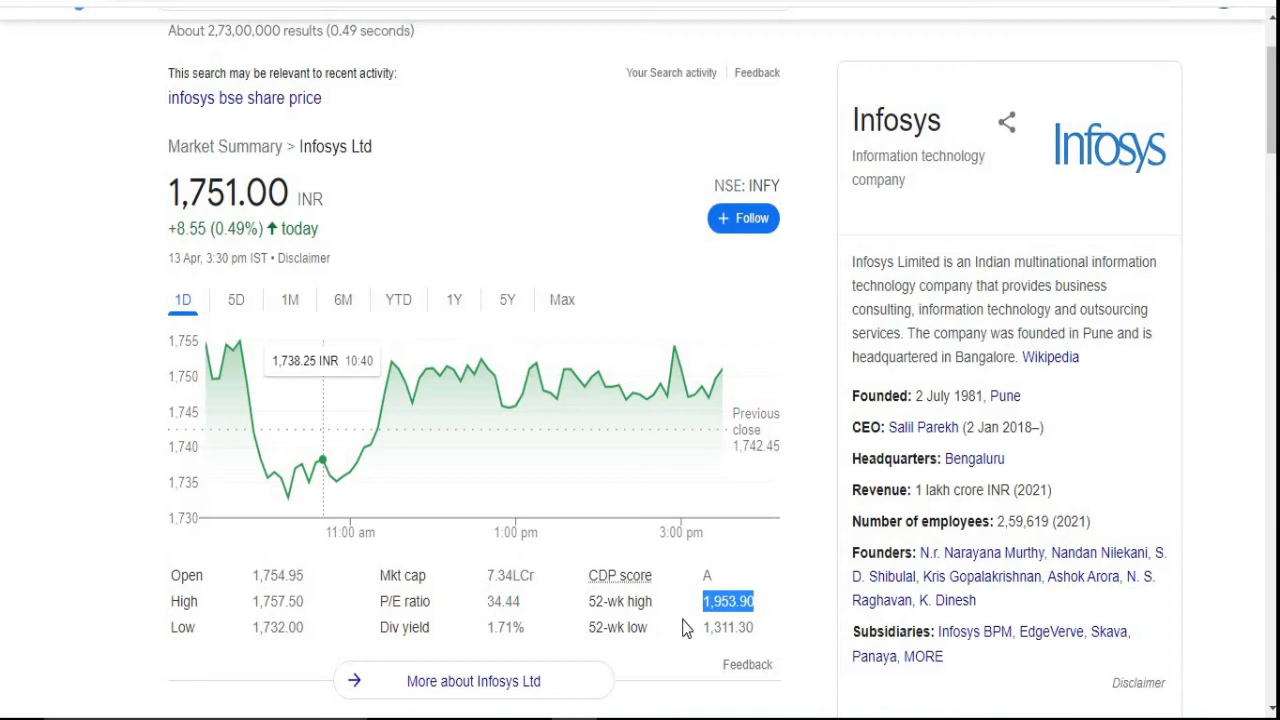 About 2,73,00,000 results (0.49 seconds)
This search may be relevant to recent activity:
Your Search activity
Feedback
infosys bse share price
Market Summary > Infosys Ltd
1,751.00 INR
NSE: INFY
+8.55 (0.49%) today
+ Follow
13 Apr, 3:30 pm IST • Disclaimer
1D 5D 1M 6M YTD 1Y 5Y Max
1,755
1,738.25 INR 10:40
1,750
1,745
1,740
1,735
1,730
Previous
close
1,742.45
11:00 am 1:00 pm 3:00 pm
Open 1,754.95 Mkt cap 7.34LCr CDP score A
High 1,757.50 P/E ratio 34.44 52-wk high 1,953.90
Low 1,732.00 Div yield 1.71% 52-wk low 1,311.30
Feedback
More about Infosys Ltd
Infosys
Infosys
Information technology
company
Infosys Limited is an Indian multinational information
technology company that provides business
consulting, information technology and outsourcing
services. The company was founded in Pune and is
headquartered in Bangalore. Wikipedia
Founded: 2 July 1981, Pune
CEO: Salil Parekh (2 Jan 2018–)
Headquarters: Bengaluru
Revenue: 1 lakh crore INR (2021)
Number of employees: 2,59,619 (2021)
Founders: N.r. Narayana Murthy, Nandan Nilekani, S.
D. Shibulal, Kris Gopalakrishnan, Ashok Arora, N. S.
Raghavan, K. Dinesh
Subsidiaries: Infosys BPM, EdgeVerve, Skava,
Panaya, MORE
Disclaimer